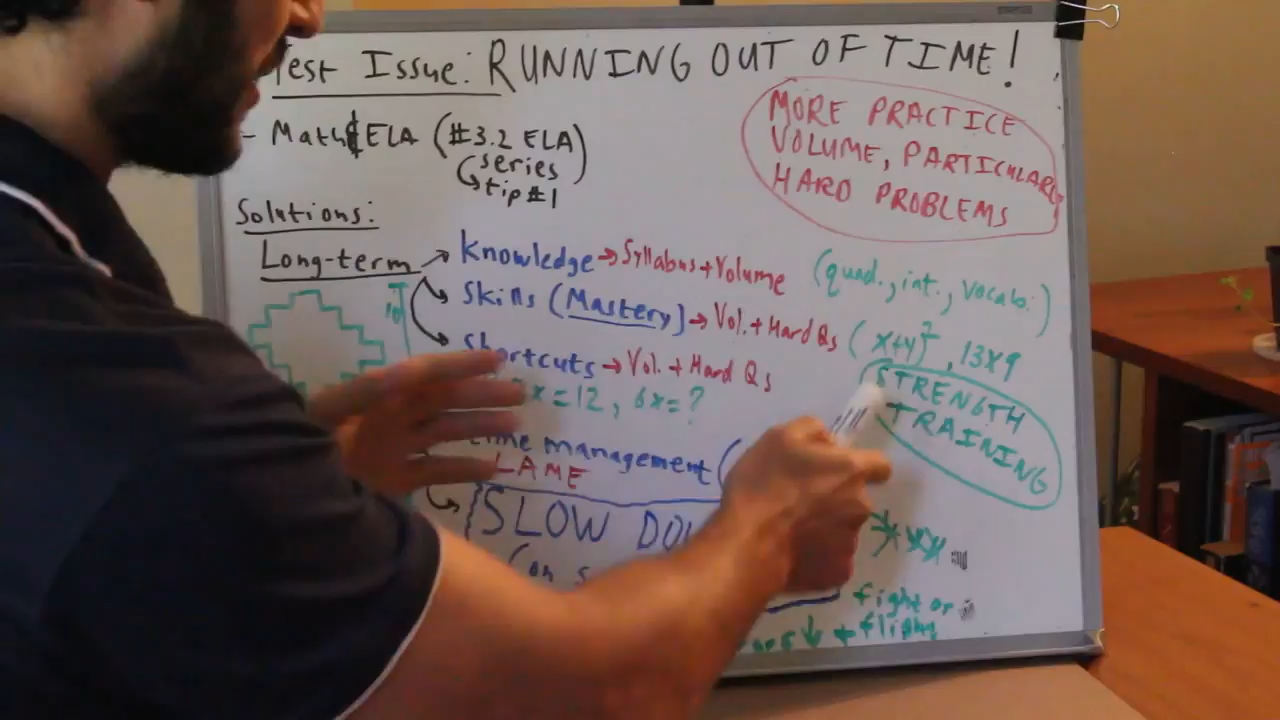 Test Issue: RUNNING OUT OF TIME!
- Math & ELA (#3.2 ELA)
series
tip #1
MORE PRACTICE
VOLUME, PARTICULARLY
HARD PROBLEMS
Solutions:
Long-term
Knowledge → Syllabus + Volume (quad., int., vocab.)
Skills (Mastery) → Vol. + Hard Qs (x+y)², 13x9
Shortcuts → Vol. + Hard Qs
x=12, 6x=?
STRENGTH
TRAINING
time management (
LAME
SLOW
(on
fight or
↓ + flight